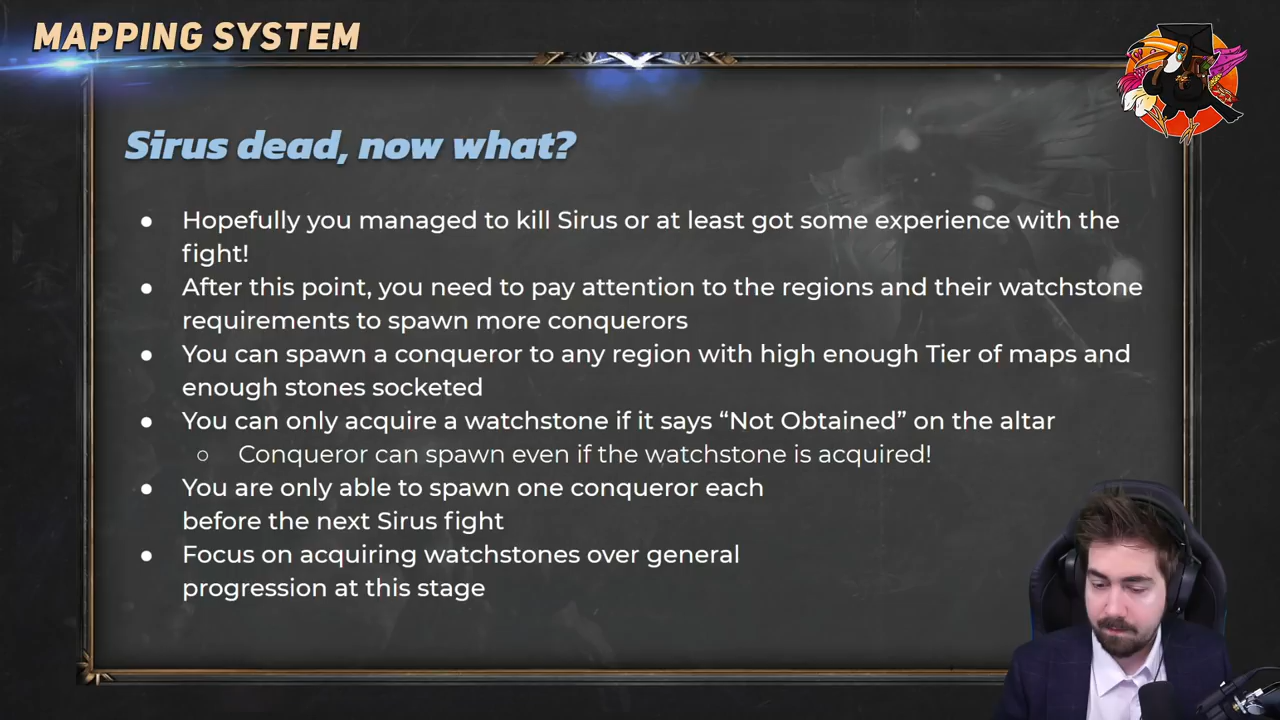 MAPPING SYSTEM
Sirus dead, now what?
● Hopefully you managed to kill Sirus or at least got some experience with the
fight!
● After this point, you need to pay attention to the regions and their watchstone
requirements to spawn more conquerors
● You can spawn a conqueror to any region with high enough Tier of maps and
enough stones socketed
● You can only acquire a watchstone if it says “Not Obtained” on the altar
○ Conqueror can spawn even if the watchstone is acquired!
● You are only able to spawn one conqueror each
before the next Sirus fight
● Focus on acquiring watchstones over general
progression at this stage